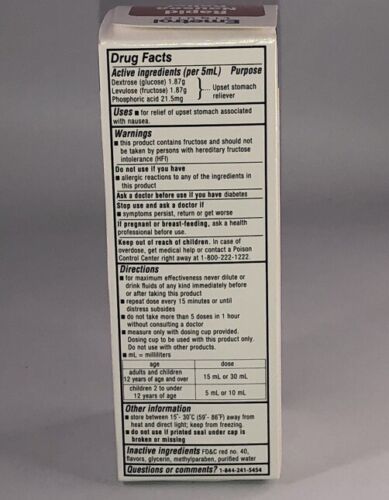 Emetrol
Rapid
Drug Facts
Active ingredients (per 5mL) Purpose
Dextrose (glucose) 1.87g
Levulose (fructose) 1.87g
Phosphoric acid 21.5mg
Upset stomach
reliever
Uses ■ for relief of upset stomach associated
with nausea.
Warnings
■ this product contains fructose and should not
be taken by persons with hereditary fructose
intolerance (HFI)
Do not use if you have
■ allergic reactions to any of the ingredients in
this product
Ask a doctor before use if you have diabetes
Stop use and ask a doctor if
■ symptoms persist, return or get worse
If pregnant or breast-feeding, ask a health
professional before use.
Keep out of reach of children. In case of
overdose, get medical help or contact a Poison
Control Center right away at 1-800-222-1222.
Directions
■ for maximum effectiveness never dilute or
drink fluids of any kind immediately before
or after taking this product
■ repeat dose every 15 minutes or until
distress subsides
■ do not take more than 5 doses in 1 hour
without consulting a doctor
■ measure only with dosing cup provided.
Dosing cup to be used with this product only.
Do not use with other products.
■ mL = milliliters
age dose
adults and children
12 years of age and over 15 mL or 30 mL
children 2 to under
12 years of age 5 mL or 10 mL
Other information
■ store between 15°- 30°C (59°- 86°F) away from
heat and direct light; keep from freezing.
■ do not use if printed seal under cap is
broken or missing
Inactive ingredients FD&C red no. 40,
flavors, glycerin, methylparaben, purified water
Questions or comments? 1-844-241-5454